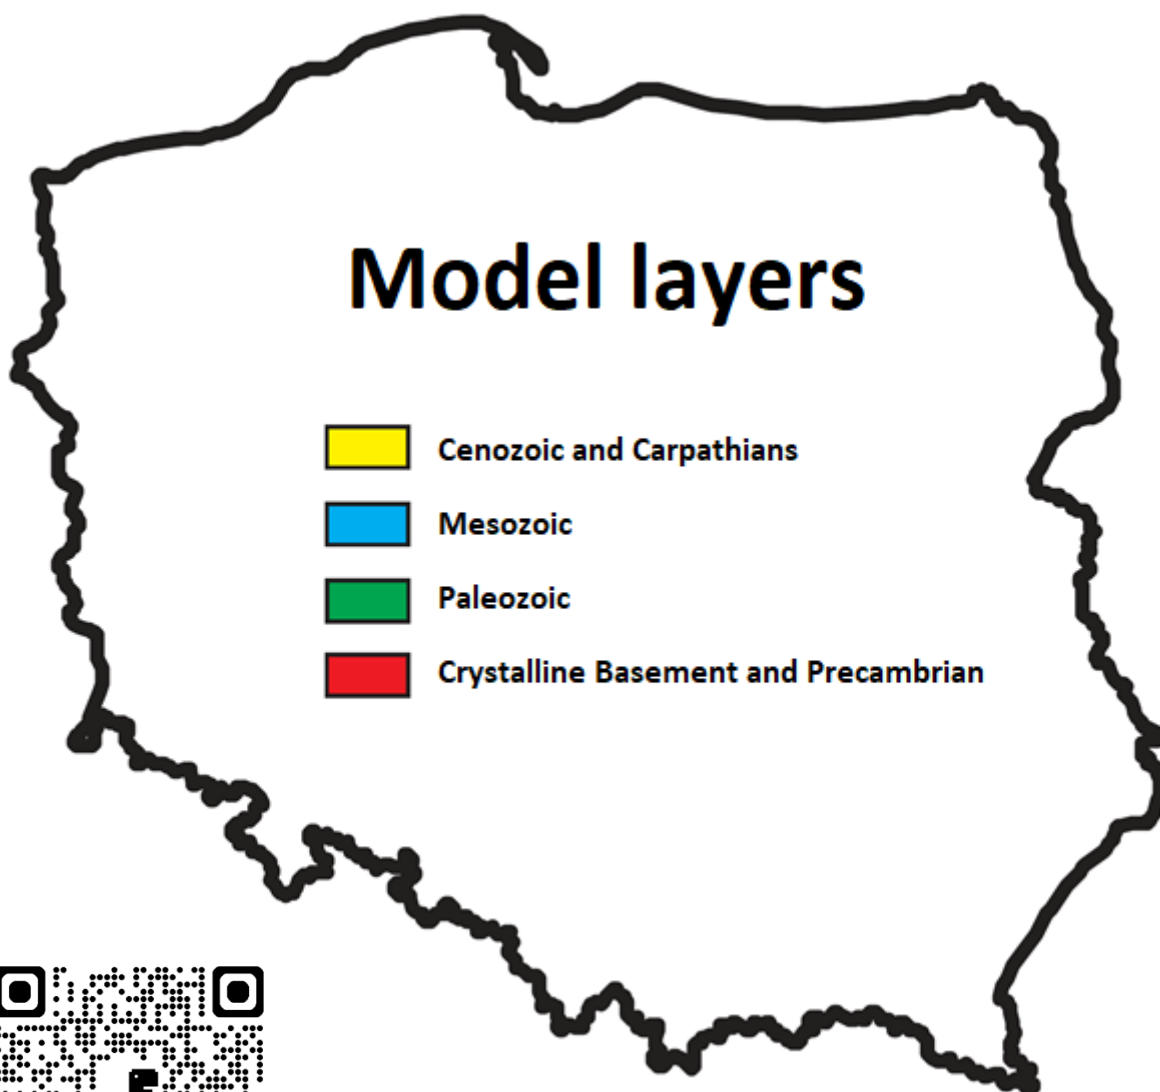 Model layers
Cenozoic and Carpathians
Mesozoic
Paleozoic
Crystalline Basement and Precambrian